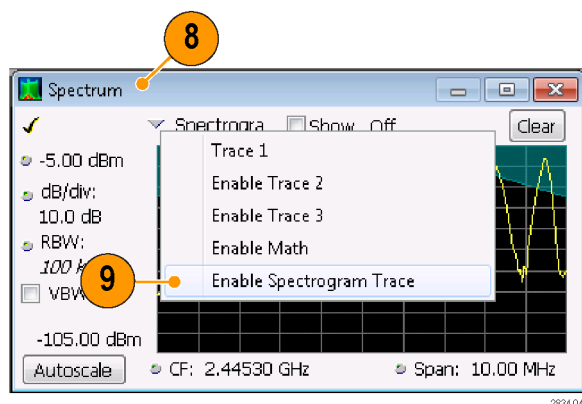 8
Spectrum
Spectrogra Show Off Clear
-5.00 dBm
dB/div:
10.0 dB
RBW:
100 k
VBW
-105.00 dBm
Autoscale
Trace 1
Enable Trace 2
Enable Trace 3
Enable Math
9 Enable Spectrogram Trace
CF: 2.44530 GHz Span: 10.00 MHz